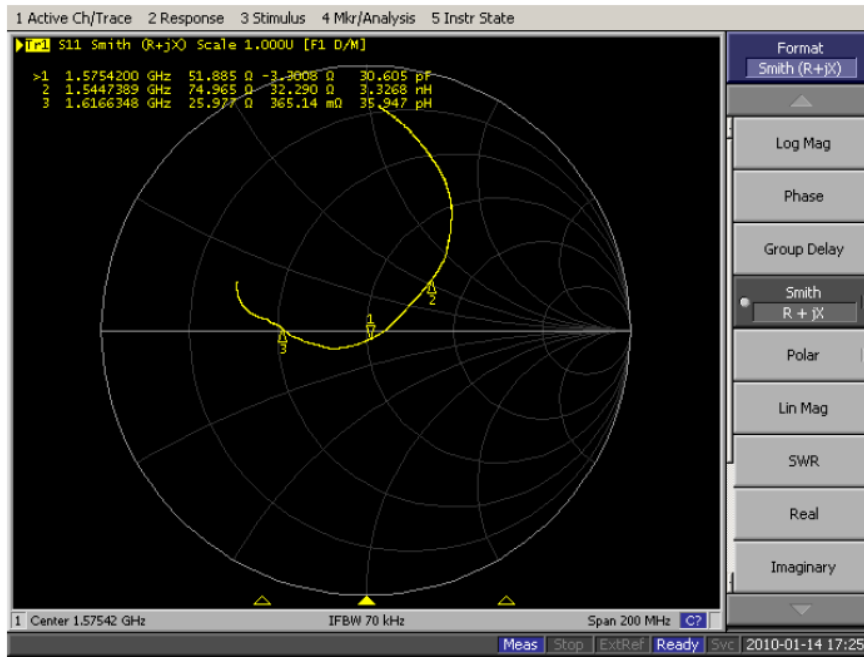 1 Active Ch/Trace 2 Response 3 Stimulus 4 Mkr/Analysis 5 Instr State
Tr1 S11 Smith (R+jX) Scale 1.000U [F1 D/M]
>1 1.5754200 GHz 51.885 Ω -3.3008 Ω 30.605 pF
2 1.5447389 GHz 74.965 Ω 32.290 Ω 3.3268 nH
3 1.6166348 GHz 25.977 Ω 365.14 mΩ 35.947 pH
1
2
3
Format
Smith (R+jX)
Log Mag
Phase
Group Delay
Smith
R + jX
Polar
Lin Mag
SWR
Real
Imaginary
1 Center 1.57542 GHz IFBW 70 kHz Span 200 MHz C?
Meas Stop ExtRef Ready Svc 2010-01-14 17:25